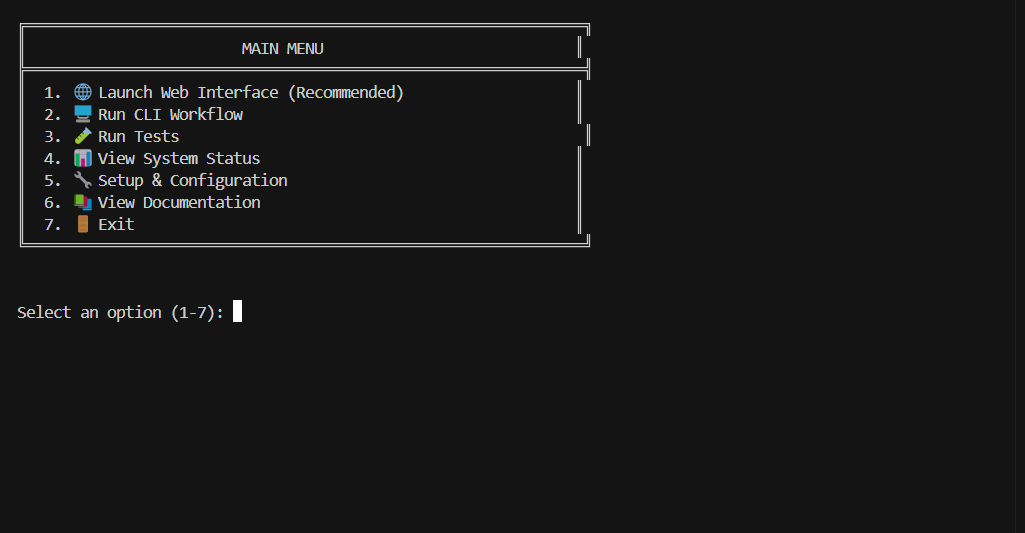 MAIN MENU
1. 🌐 Launch Web Interface (Recommended)
2. 🖥️ Run CLI Workflow
3. 🧪 Run Tests
4. 📊 View System Status
5. 🔧 Setup & Configuration
6. 📚 View Documentation
7. 🚪 Exit
Select an option (1-7):